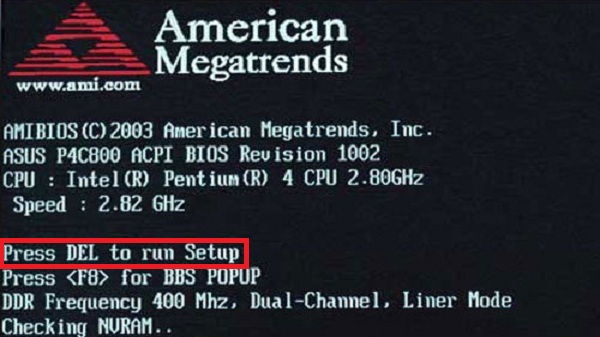 American
Megatrends
www.ami.com
AMIBIOS(C)2003 American Megatrends, Inc.
ASUS P4C800 ACPI BIOS Revision 1002
CPU : Intel(R) Pentium(R) 4 CPU 2.80GHz
Speed : 2.82 GHz
Press DEL to run Setup
Press <F8> for BBS POPUP
DDR Frequency 400 Mhz, Dual-Channel, Liner Mode
Checking NVRAM..